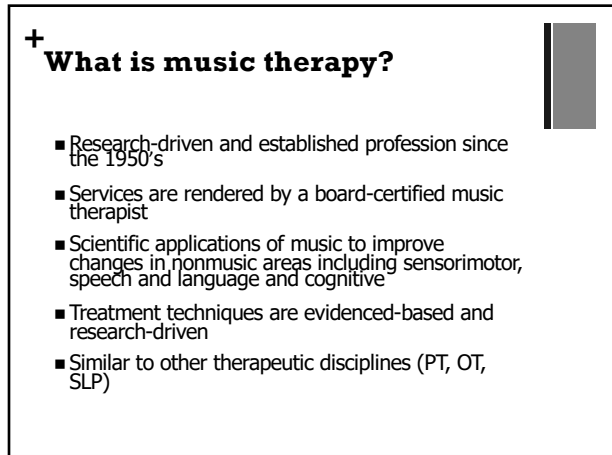 +
What is music therapy?
■ Research-driven and established profession since
the 1950's
■ Services are rendered by a board-certified music
therapist
■ Scientific applications of music to improve
changes in nonmusic areas including sensorimotor,
speech and language and cognitive
■ Treatment techniques are evidenced-based and
research-driven
■ Similar to other therapeutic disciplines (PT, OT,
SLP)